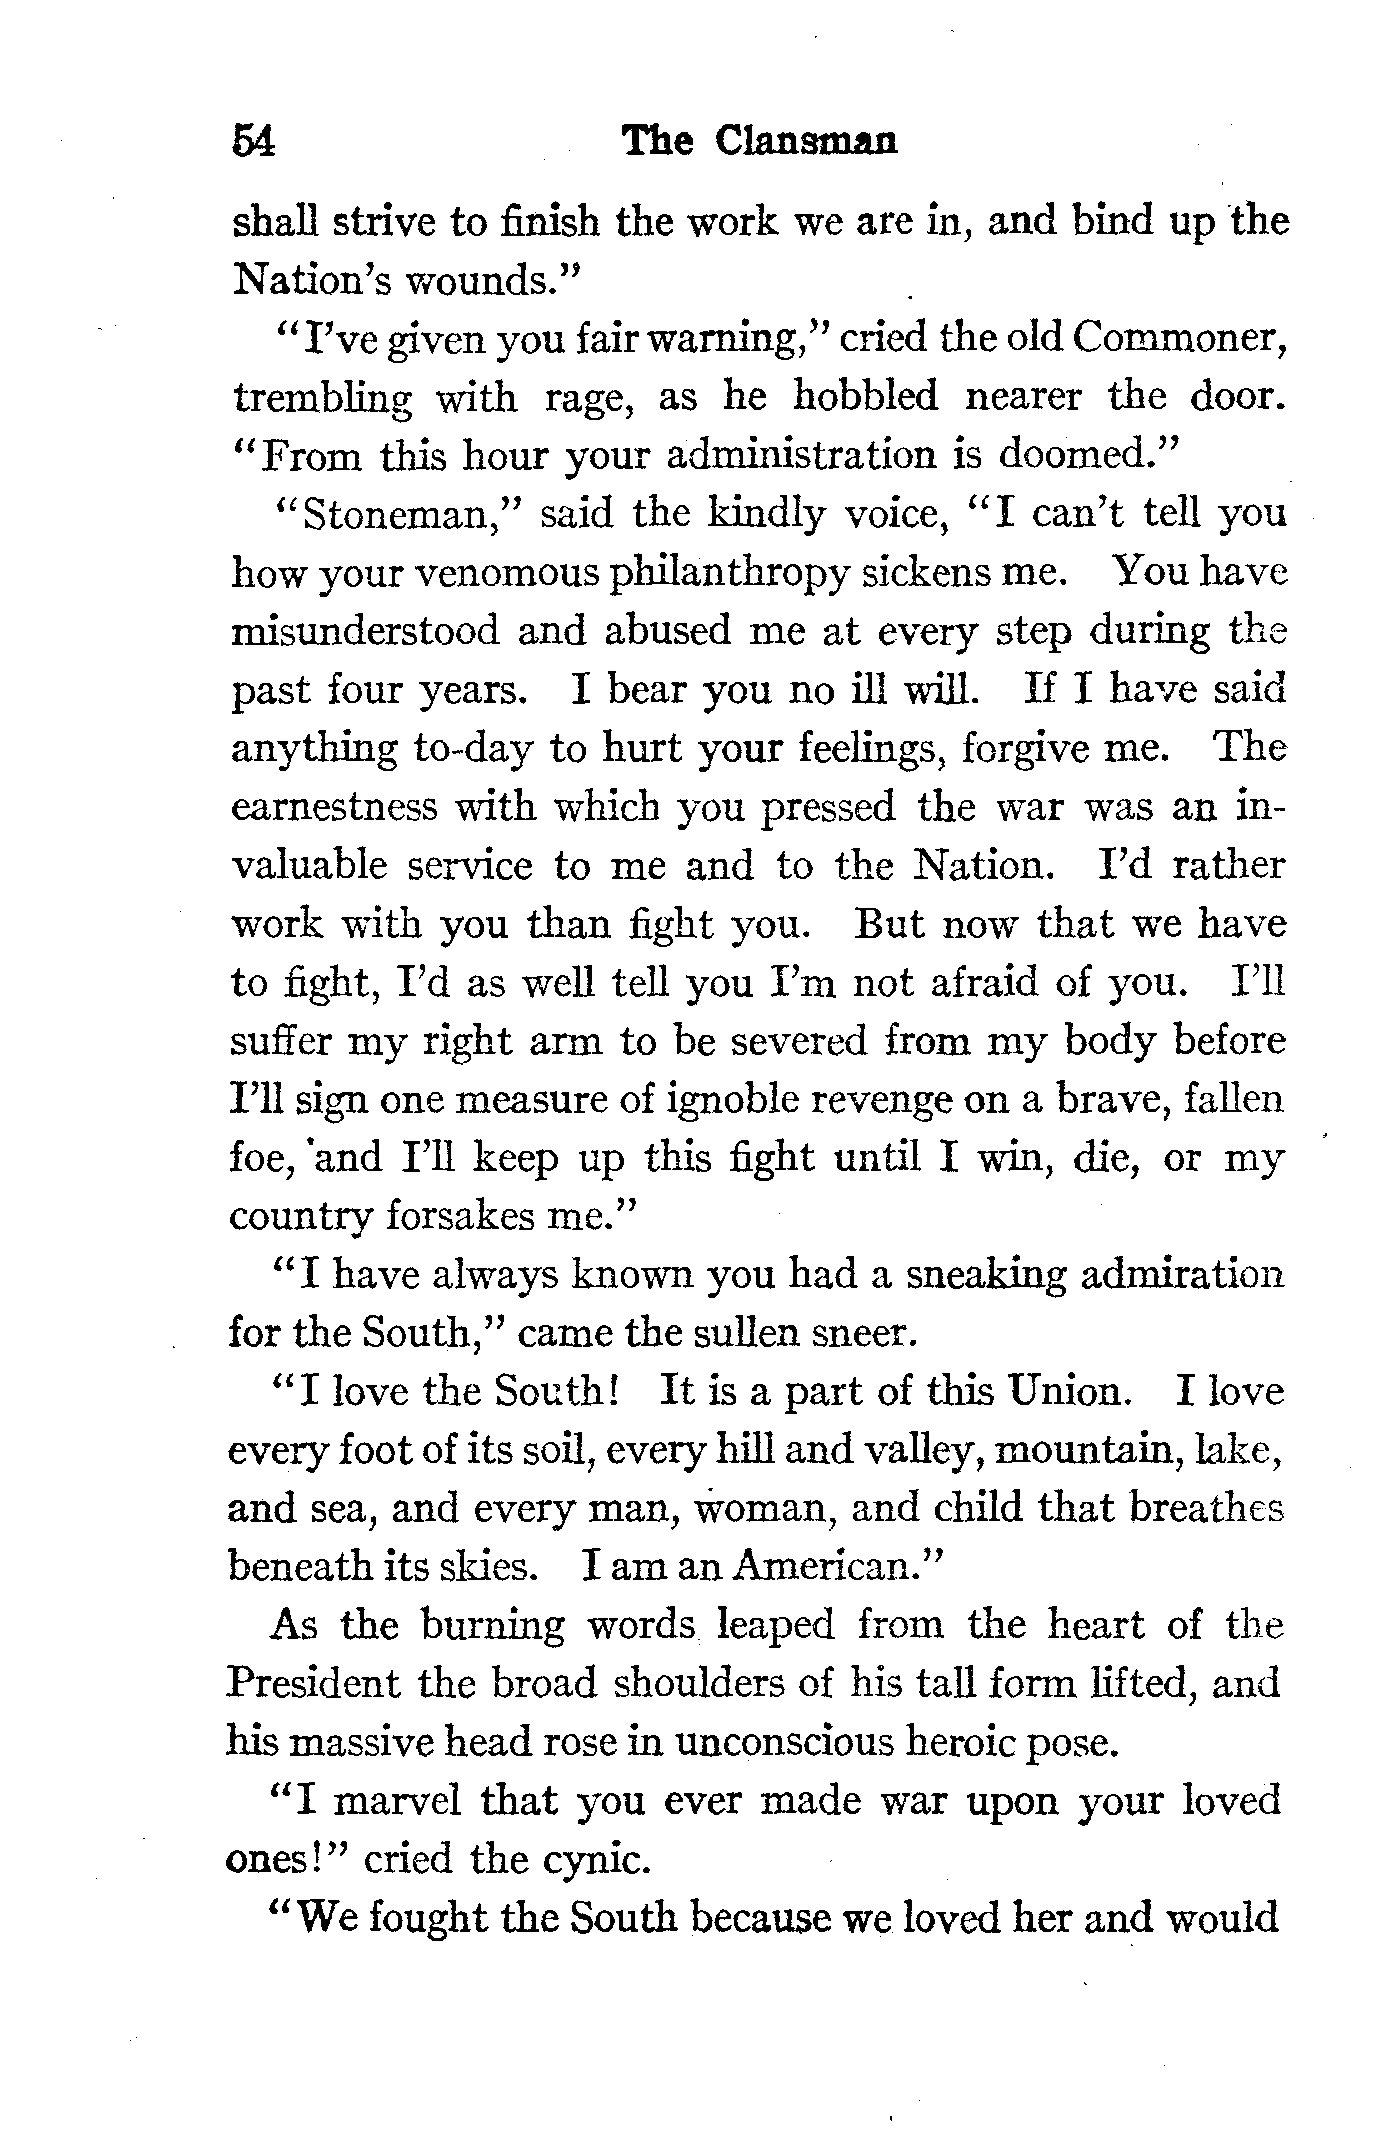 54 The Clansman
shall strive to finish the work we are in, and bind up the
Nation's wounds."
"I've given you fair warning," cried the old Commoner,
trembling with rage, as he hobbled nearer the door.
"From this hour your administration is doomed."
"Stoneman," said the kindly voice, "I can't tell you
how your venomous philanthropy sickens me. You have
misunderstood and abused me at every step during the
past four years. I bear you no ill will. If I have said
anything to-day to hurt your feelings, forgive me. The
earnestness with which you pressed the war was an in-
valuable service to me and to the Nation. I'd rather
work with you than fight you. But now that we have
to fight, I'd as well tell you I'm not afraid of you. I'll
suffer my right arm to be severed from my body before
I'll sign one measure of ignoble revenge on a brave, fallen
foe, and I'll keep up this fight until I win, die, or my
country forsakes me."
"I have always known you had a sneaking admiration
for the South," came the sullen sneer.
"I love the South! It is a part of this Union. I love
every foot of its soil, every hill and valley, mountain, lake,
and sea, and every man, woman, and child that breathes
beneath its skies. I am an American."
As the burning words leaped from the heart of the
President the broad shoulders of his tall form lifted, and
his massive head rose in unconscious heroic pose.
"I marvel that you ever made war upon your loved
ones!" cried the cynic.
"We fought the South because we loved her and would